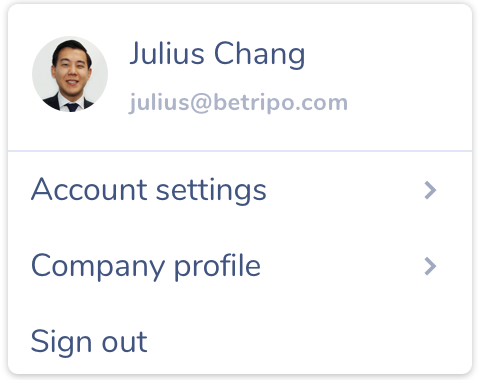 Julius Chang
julius@betripo.com
Account settings
Company profile
Sign out